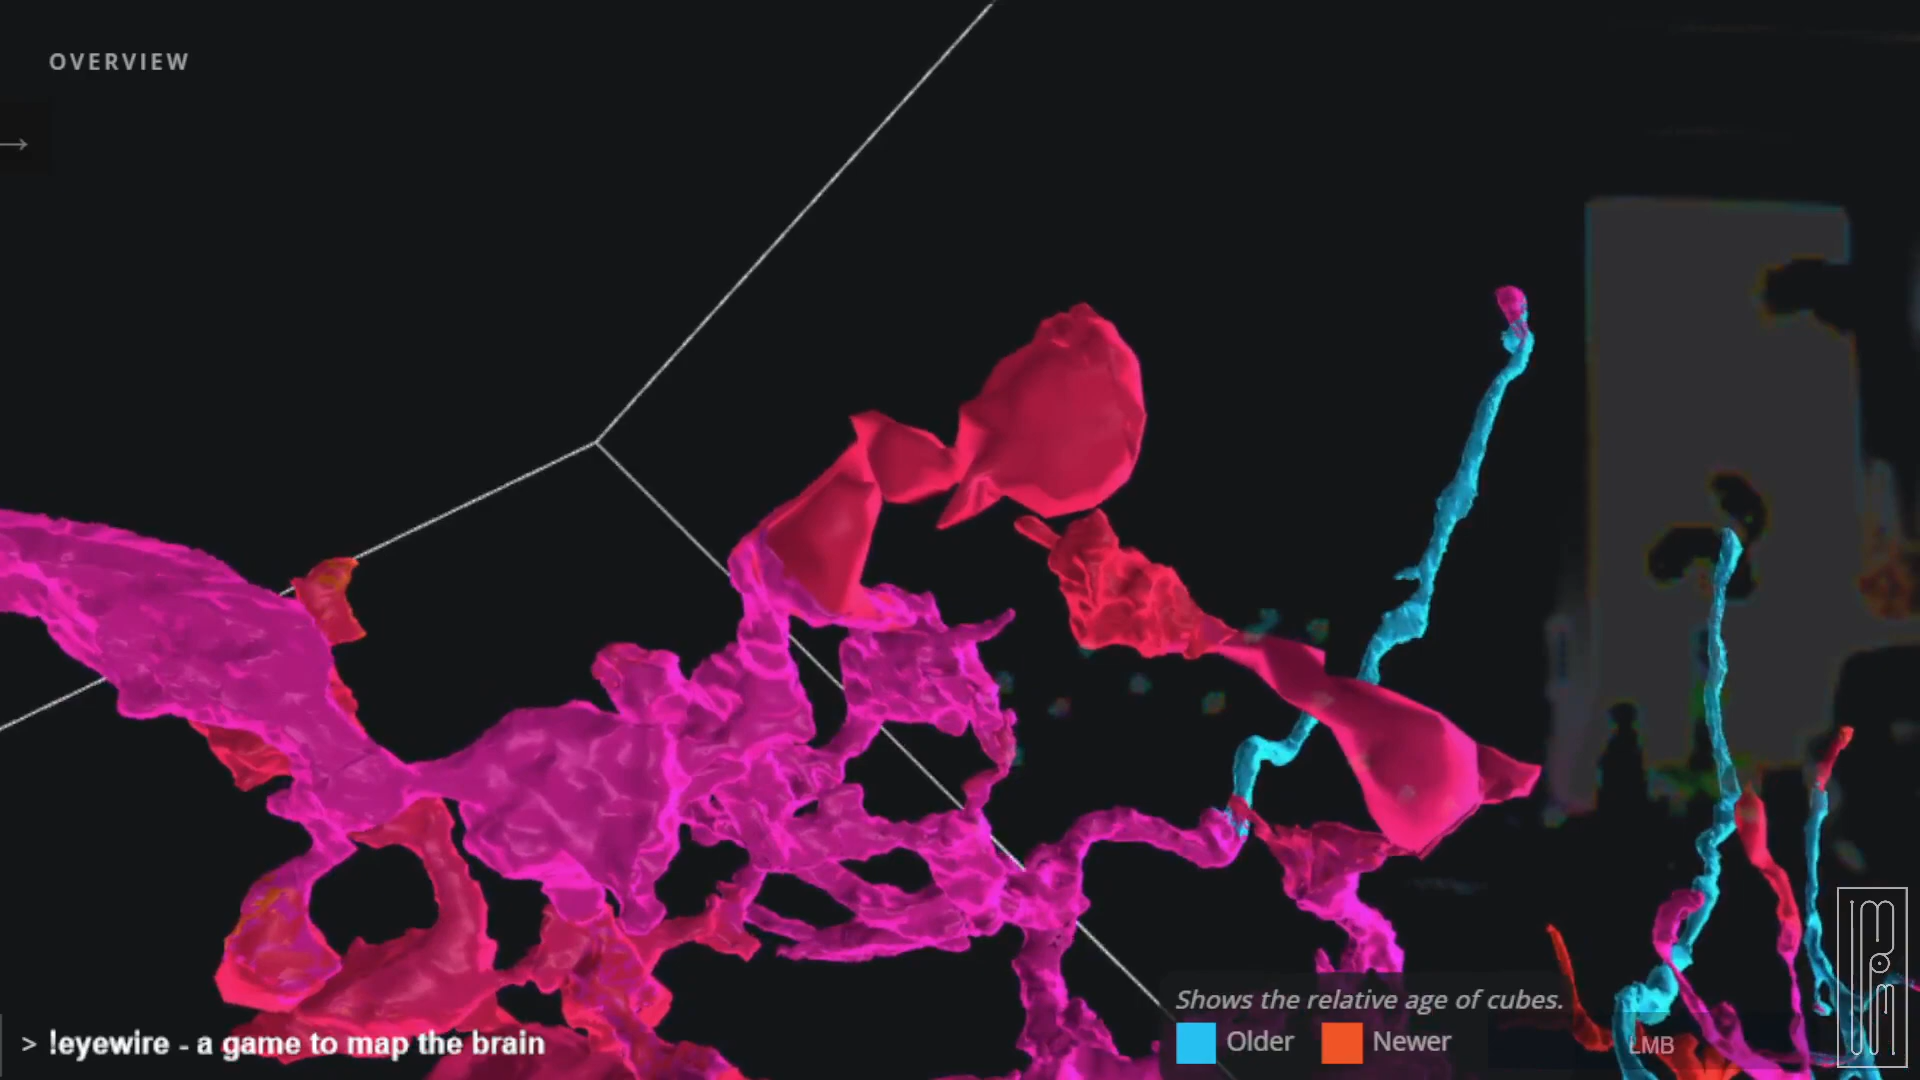 OVERVIEW
→
Shows the relative age of cubes.
Older Newer
> !eyewire - a game to map the brain
LMB